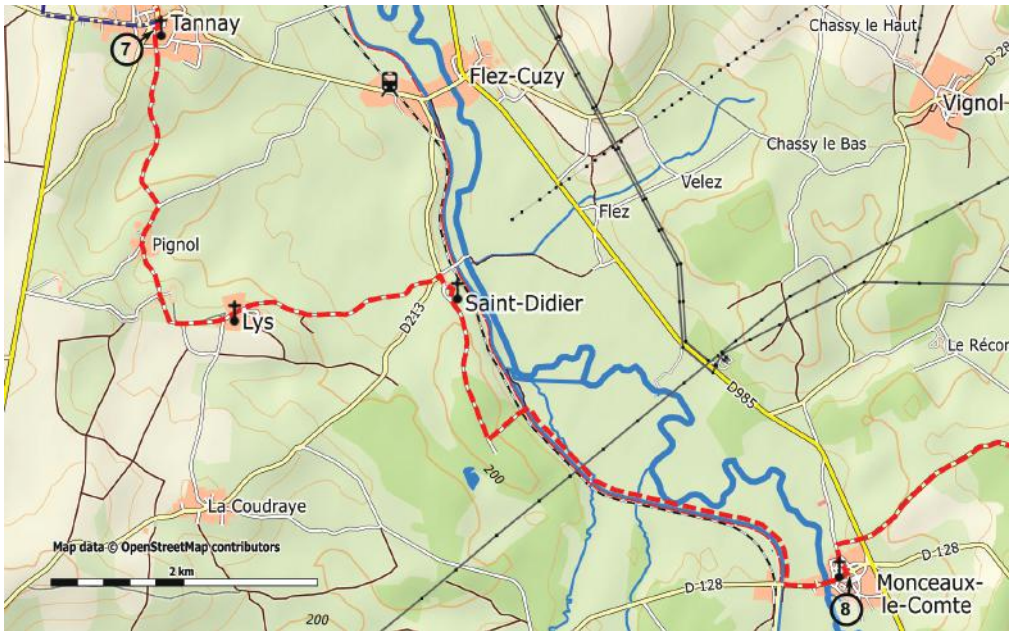 Tannay
7
Chassy le Haut
D 28
Flez-Cuzy
Vignol
Chassy le Bas
Velez
Flez
Pignol
Saint-Didier
Lys
D213
Le Récon
D985
200
La Coudraye
Map data © OpenStreetMap contributors
2 km
D 128
D 128
Monceaux-
le-Comte
8
200